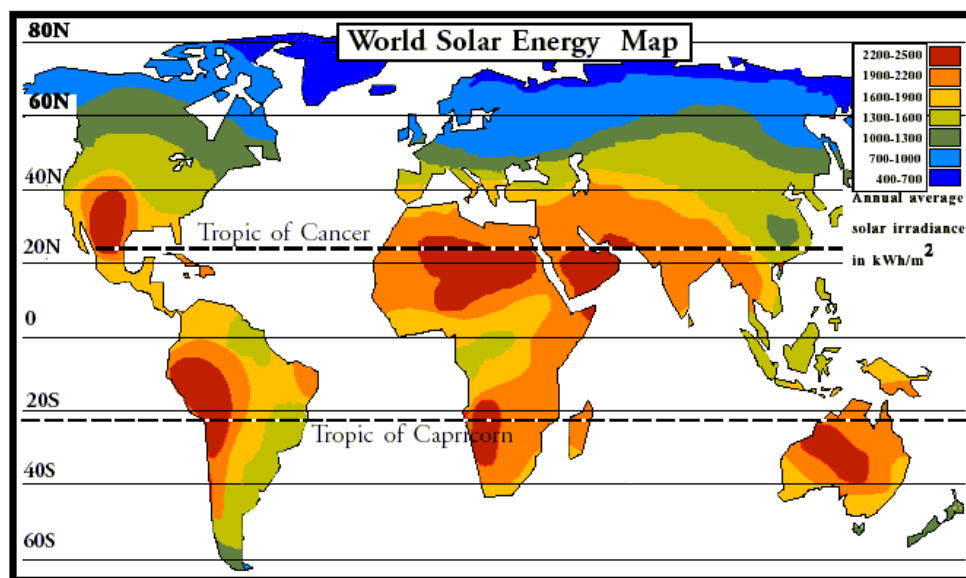 World Solar Energy Map
80N
60N
40N
20N
0
20S
40S
60S
Tropic of Cancer
Tropic of Capricorn
2200-2500
1900-2200
1600-1900
1300-1600
1000-1300
700-1000
400-700
Annual average
solar irradiance
in kWh/m²